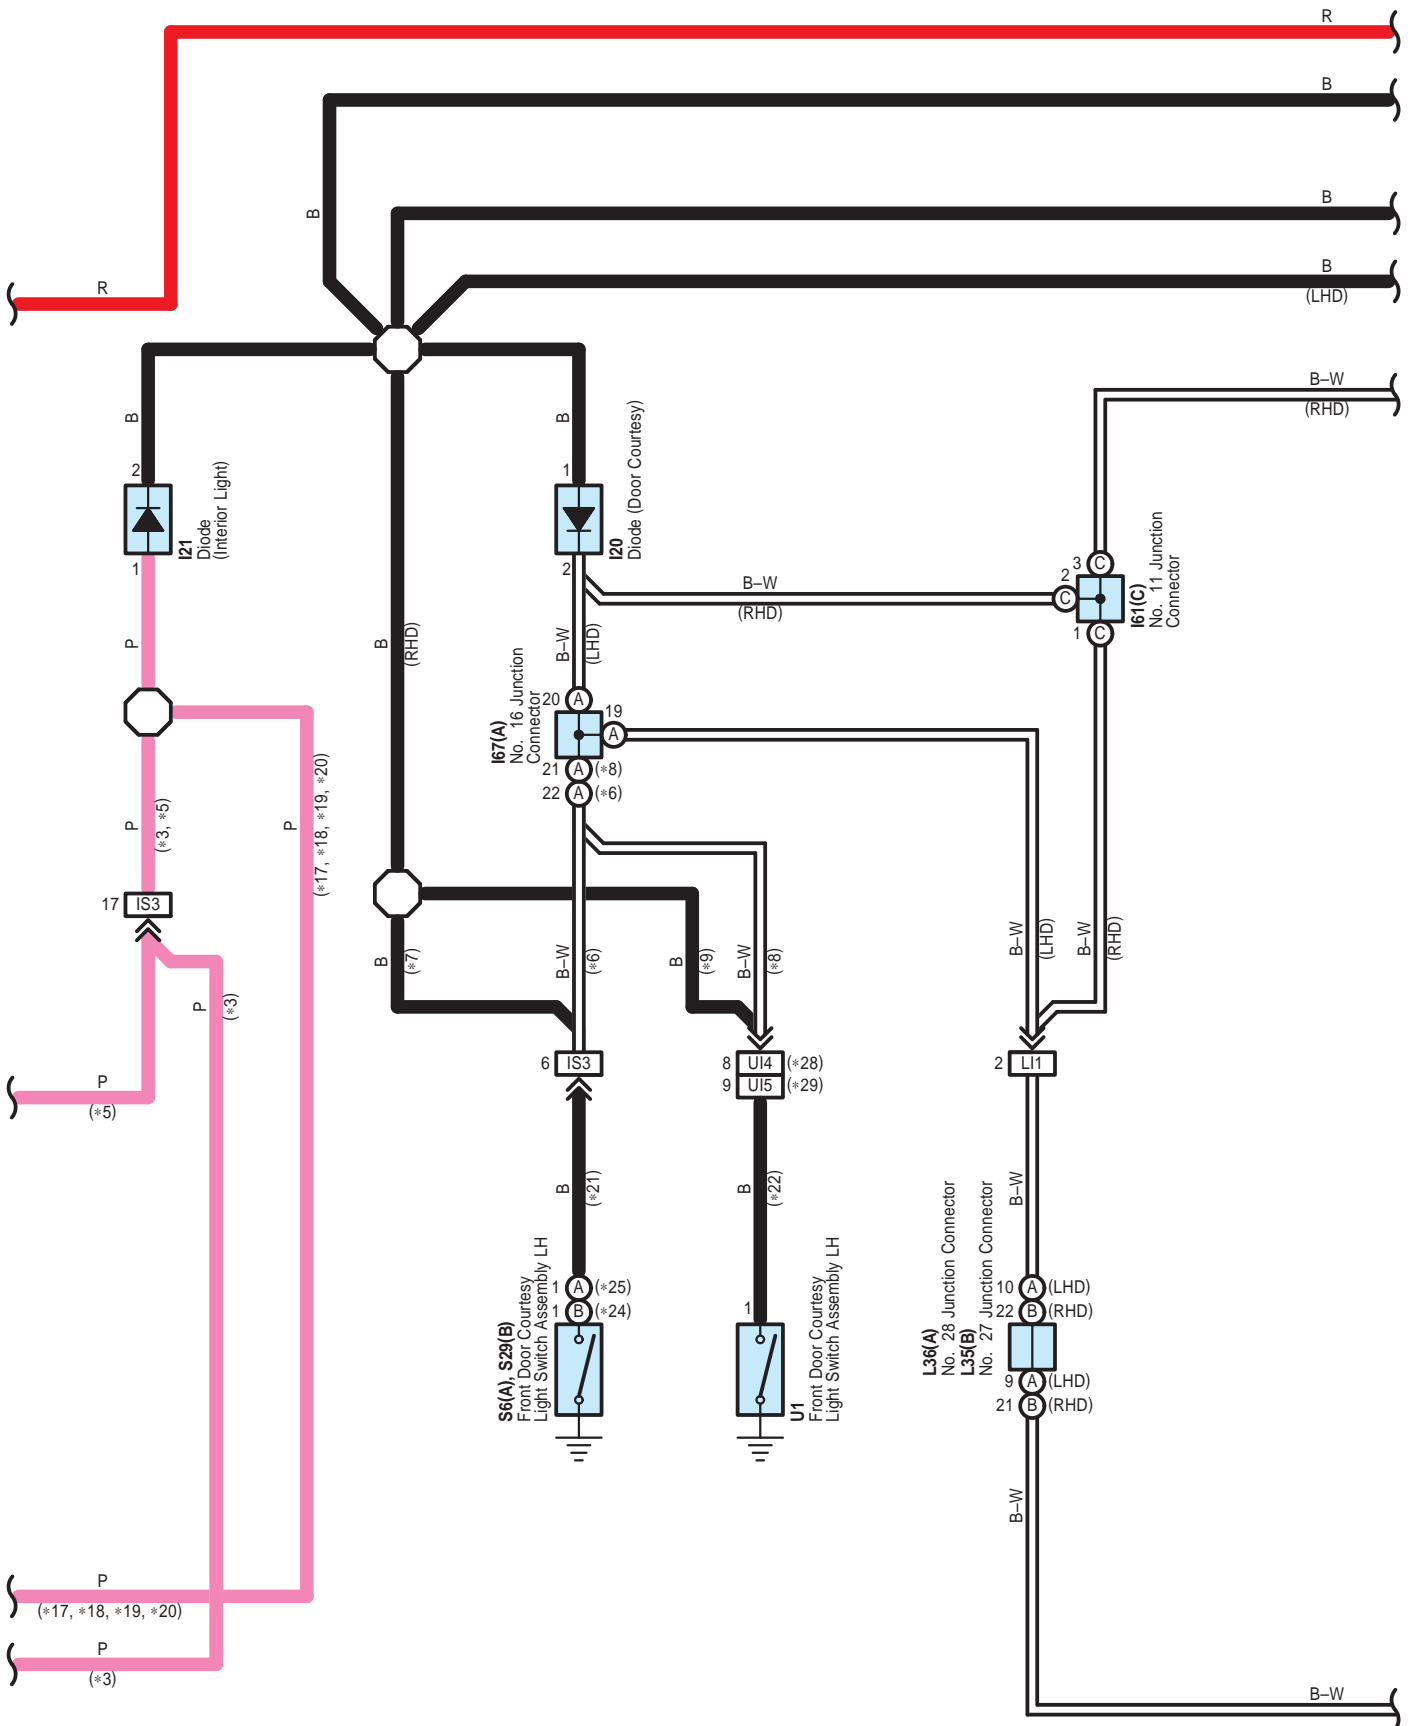 R
B
B
B
B
(LHD)
R
B–W
(RHD)
B
B
2
1
I21
Diode
(Interior Light)
I20
Diode (Door Courtesy)
1
2
B–W
(RHD)
3
C
2
C
1
C
I61(C)
No. 11 Junction
Connector
P
B
(RHD)
B–W
(LHD)
20
A
19
A
I67(A)
No. 16 Junction
Connector
21
A
(*8)
22
A
(*6)
P
(*3, *5)
P
(*17, *18, *19, *20)
17
IS3
B
(*7)
B–W
(*6)
B
(*9)
B–W
(*8)
B–W
(LHD)
B–W
(RHD)
P
(*3)
6
IS3
8
UI4
(*28)
9
UI5
(*29)
2
LI1
P
(*5)
B
(*21)
B
(*22)
B–W
1
A
(*25)
1
B
(*24)
S6(A), S29(B)
Front Door Courtesy
Light Switch Assembly LH
1
U1
Front Door Courtesy
Light Switch Assembly LH
L36(A)
No. 28 Junction Connector
L35(B)
No. 27 Junction Connector
10
A
(LHD)
22
B
(RHD)
9
A
(LHD)
21
B
(RHD)
B–W
P
(*17, *18, *19, *20)
P
(*3)
B–W